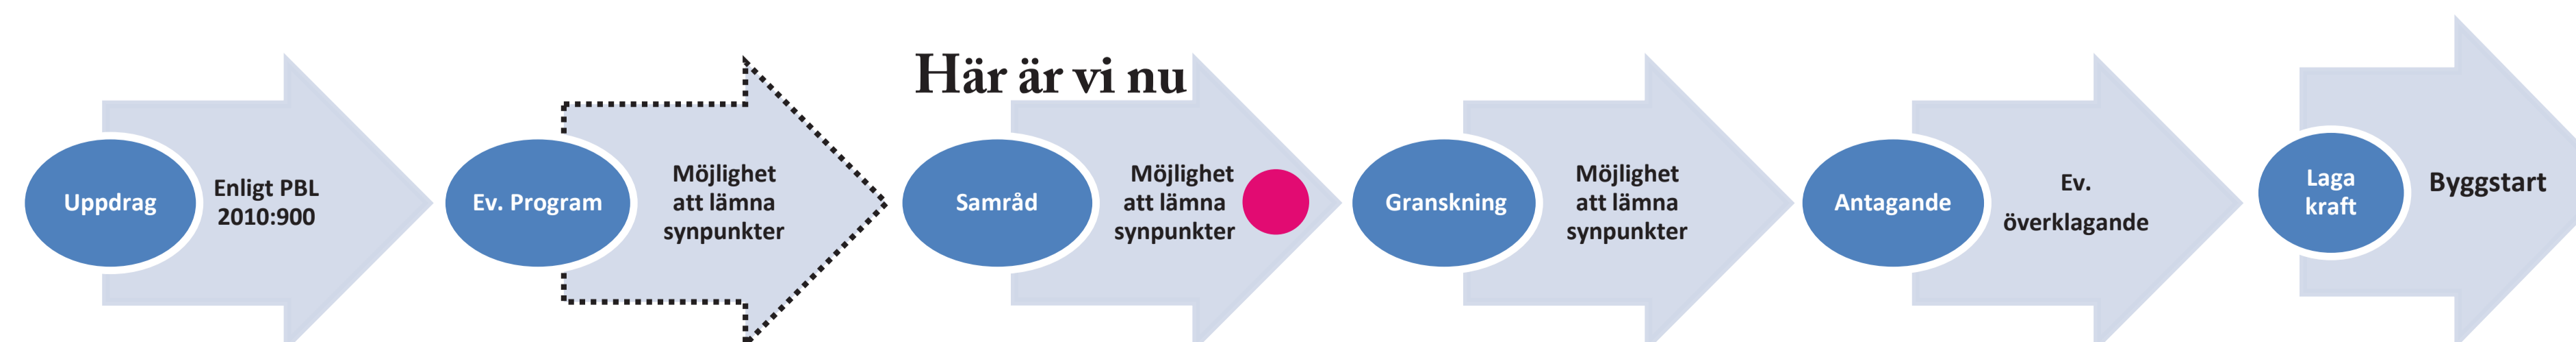 Här är vi nu
Uppdrag
Enligt PBL
2010:900
Ev. Program
Möjlighet
att lämna
synpunkter
Samråd
Möjlighet
att lämna
synpunkter
Granskning
Möjlighet
att lämna
synpunkter
Antagande
Ev.
överklagande
Laga
kraft
Byggstart